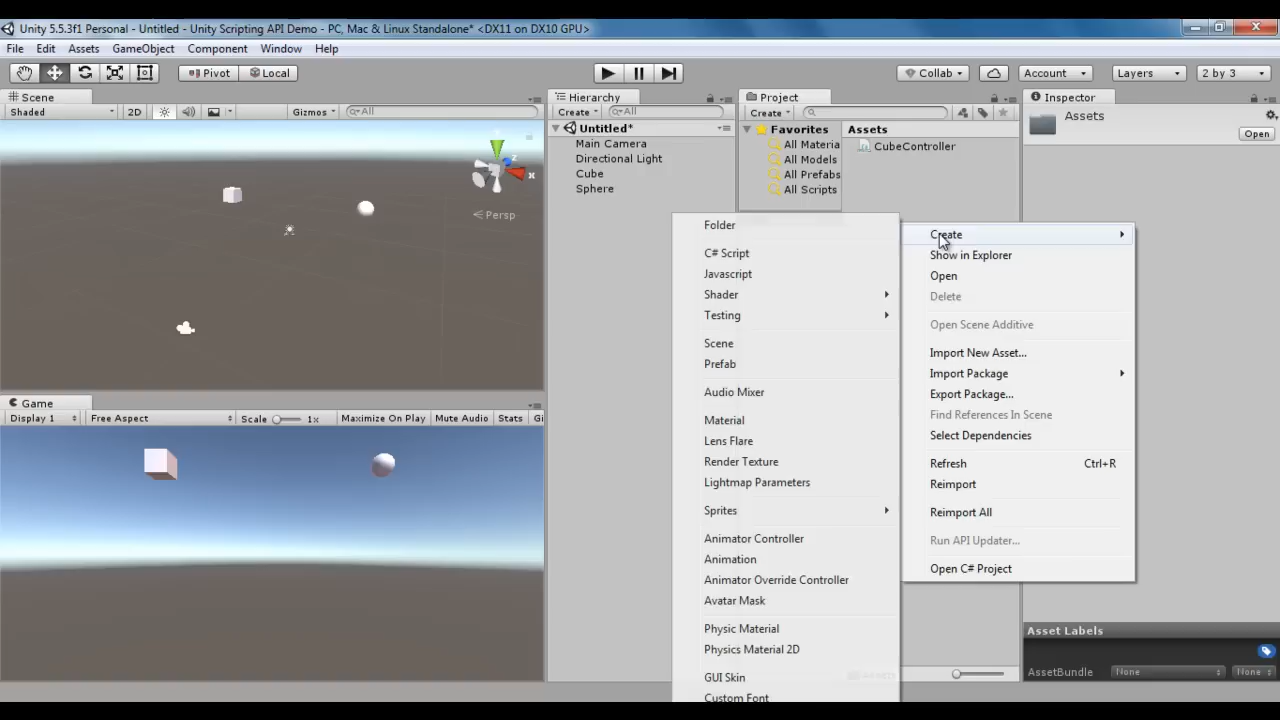 Unity 5.5.3f1 Personal - Untitled - Unity Scripting API Demo - PC, Mac & Linux Standalone* <DX11 on DX10 GPU>
File Edit Assets GameObject Component Window Help
Pivot Local Collab Account Layers 2 by 3
Scene
Shaded 2D Gizmos All
Persp
Game
Display 1 Free Aspect Scale 1x Maximize On Play Mute Audio Stats Gi
Hierarchy
Create All
Untitled*
Main Camera
Directional Light
Cube
Sphere
Project
Create
Favorites
All Materia
All Models
All Prefabs
All Scripts
Assets
CubeController
Inspector
Assets
Open
Folder
C# Script
Javascript
Shader
Testing
Scene
Prefab
Audio Mixer
Material
Lens Flare
Render Texture
Lightmap Parameters
Sprites
Animator Controller
Animation
Animator Override Controller
Avatar Mask
Physic Material
Physics Material 2D
GUI Skin
Custom Font
Create
Show in Explorer
Open
Delete
Open Scene Additive
Import New Asset...
Import Package
Export Package...
Find References In Scene
Select Dependencies
Refresh Ctrl+R
Reimport
Reimport All
Run API Updater...
Open C# Project
Asset Labels
AssetBundle None None